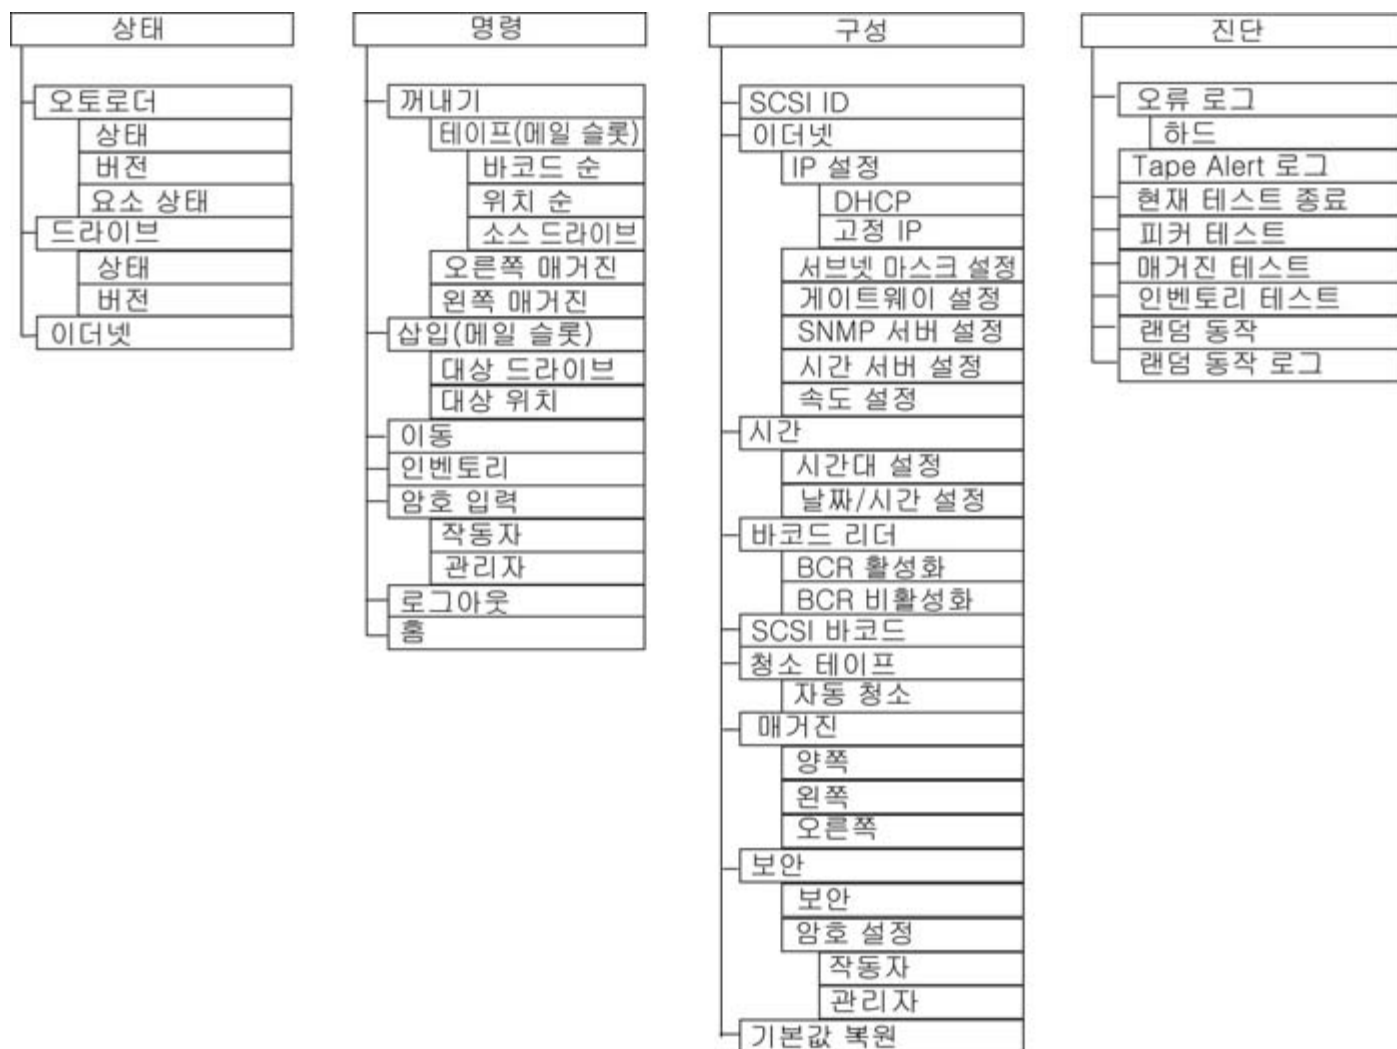 상태
오토로더
상태
버전
요소 상태
드라이브
상태
버전
이더넷
명령
꺼내기
테이프(메일 슬롯)
바코드 순
위치 순
소스 드라이브
오른쪽 매거진
왼쪽 매거진
삽입(메일 슬롯)
대상 드라이브
대상 위치
이동
인벤토리
암호 입력
작동자
관리자
로그아웃
홈
구성
SCSI ID
이더넷
IP 설정
DHCP
고정 IP
서브넷 마스크 설정
게이트웨이 설정
SNMP 서버 설정
시간 서버 설정
속도 설정
시간
시간대 설정
날짜/시간 설정
바코드 리더
BCR 활성화
BCR 비활성화
SCSI 바코드
청소 테이프
자동 청소
매거진
양쪽
왼쪽
오른쪽
보안
보안
암호 설정
작동자
관리자
기본값 복원
진단
오류 로그
하드
Tape Alert 로그
현재 테스트 종료
피커 테스트
매거진 테스트
인벤토리 테스트
랜덤 동작
랜덤 동작 로그